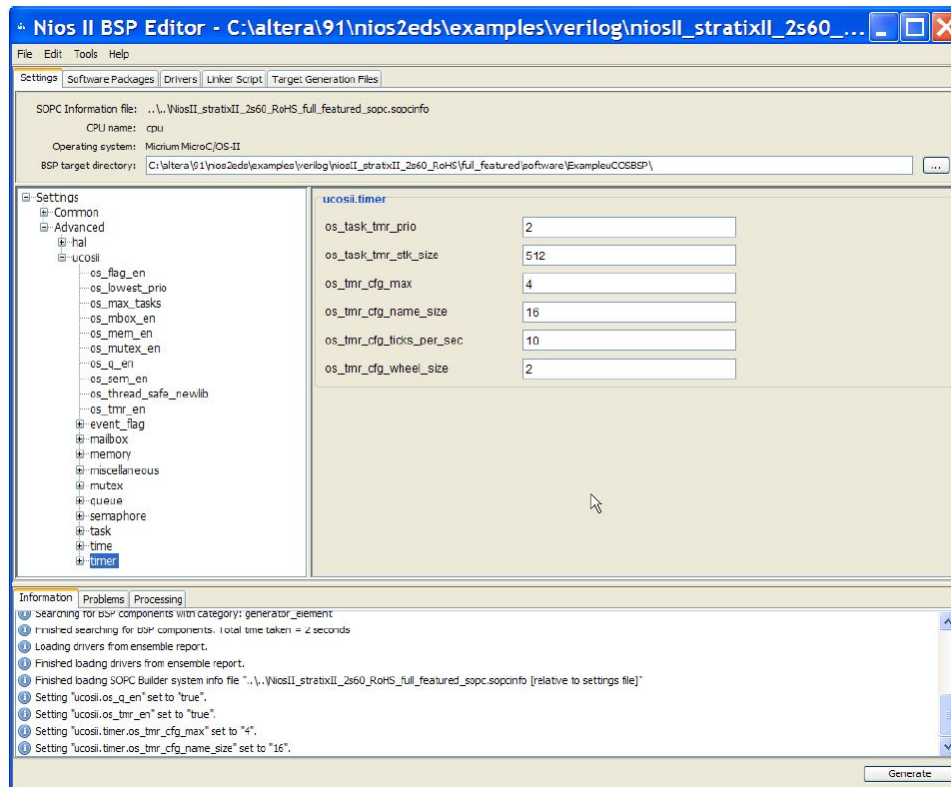 Nios II BSP Editor - C:\altera\91\nios2eds\examples\verilog\niosII_stratixII_2s60_...
File Edit Tools Help
Settings Software Packages Drivers Linker Script Target Generation Files
SOPC Information file: ..\..\NiosII_stratixII_2s60_RoHS_full_featured_sopc.sopcinfo
CPU name: cpu
Operating system: Micrium MicroC/OS-II
BSP target directory: C:\altera\91\nios2eds\examples\verilog\niosII_stratixII_2s60_RoHS\full_featured\software\ExampleuCOSBSP\ ...
Settings
Common
Advanced
hal
ucosii
os_flag_en
os_lowest_prio
os_max_tasks
os_mbox_en
os_mem_en
os_mutex_en
os_q_en
os_sem_en
os_thread_safe_newlib
os_tmr_en
event_flag
mailbox
memory
miscellaneous
mutex
queue
semaphore
task
time
timer
ucosii.timer
os_task_tmr_prio 2
os_task_tmr_stk_size 512
os_tmr_cfg_max 4
os_tmr_cfg_name_size 16
os_tmr_cfg_ticks_per_sec 10
os_tmr_cfg_wheel_size 2
Information Problems Processing
Searching for BSP components with category: generator_element
Finished searching for BSP components. Total time taken = 2 seconds
Loading drivers from ensemble report.
Finished loading drivers from ensemble report.
Finished loading SOPC Builder system info file "..\..\NiosII_stratixII_2s60_RoHS_full_featured_sopc.sopcinfo [relative to settings file]"
Setting "ucosii.os_q_en" set to "true".
Setting "ucosii.os_tmr_en" set to "true".
Setting "ucosii.timer.os_tmr_cfg_max" set to "4".
Setting "ucosii.timer.os_tmr_cfg_name_size" set to "16".
Generate